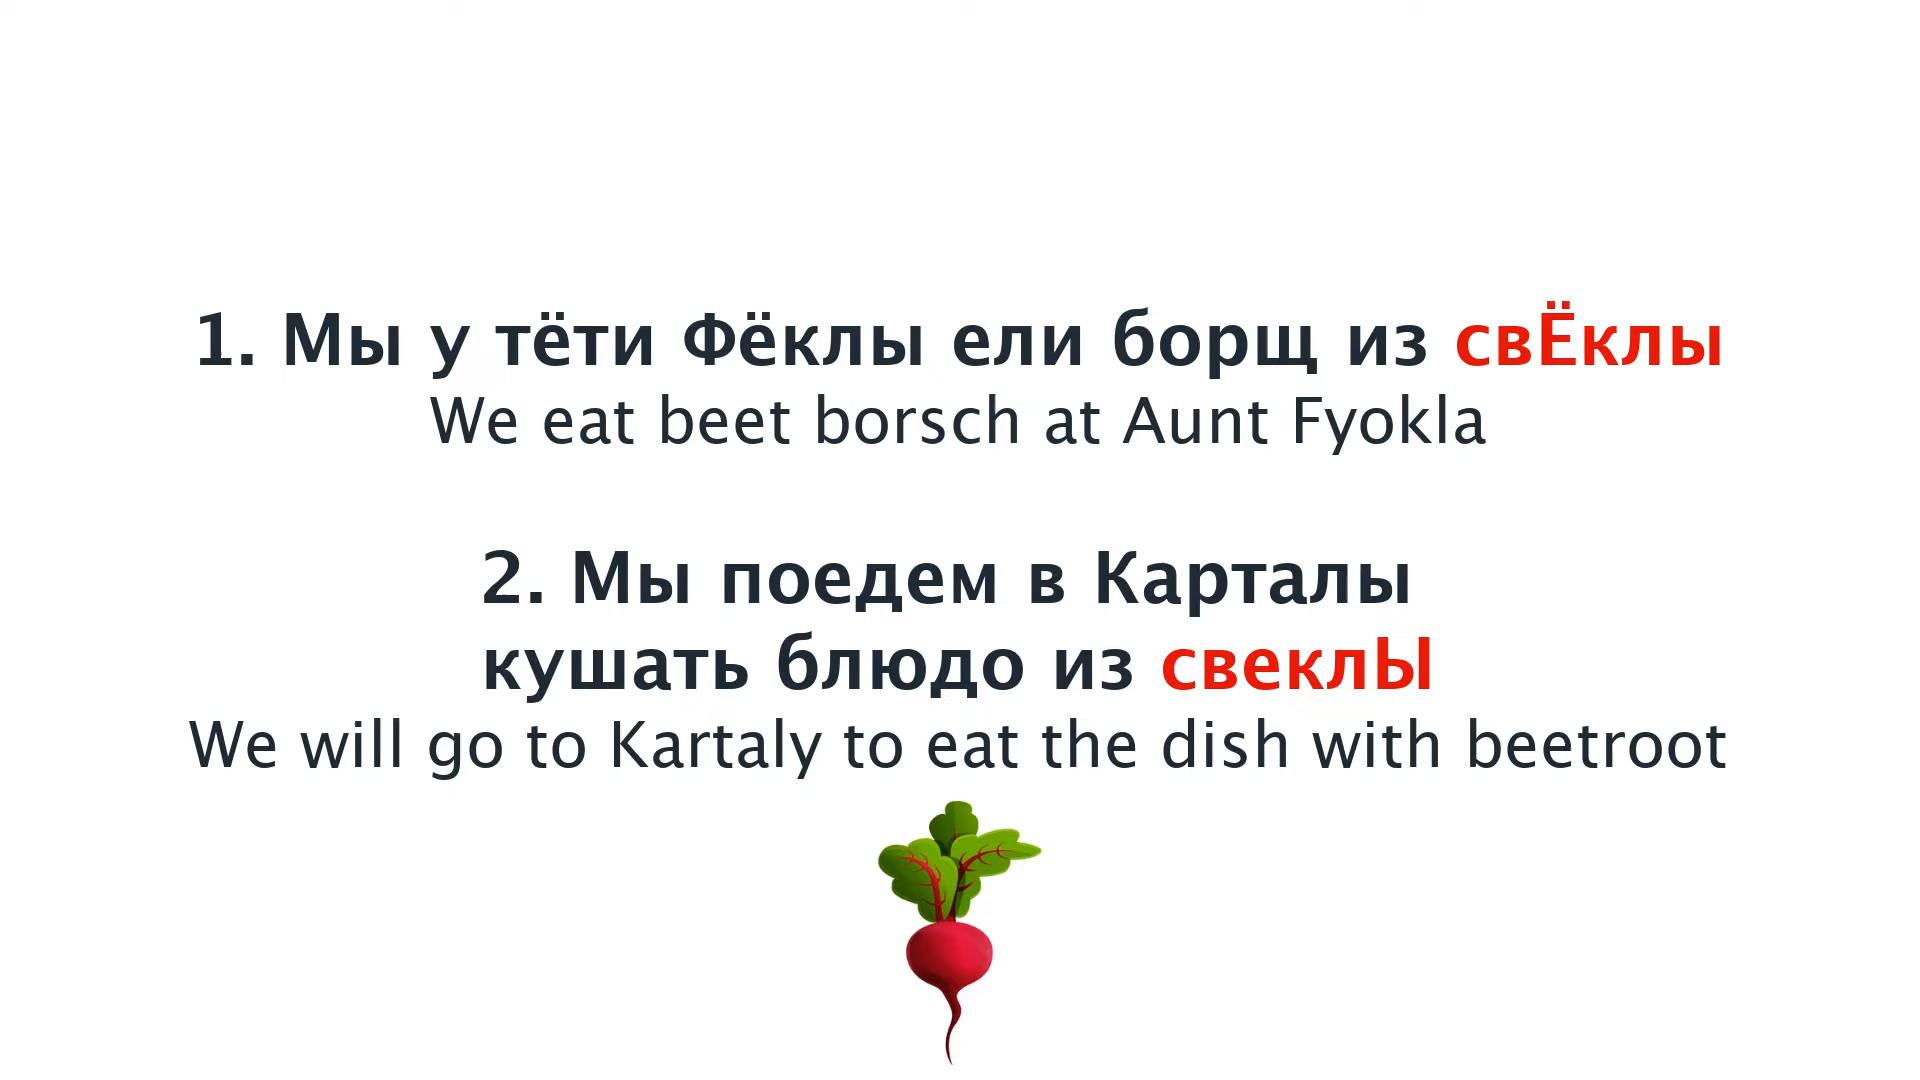 1. Мы у тёти Фёклы ели борщ из свЁклы
We eat beet borsch at Aunt Fyokla
2. Мы поедем в Карталы
кушать блюдо из свеклЫ
We will go to Kartaly to eat the dish with beetroot